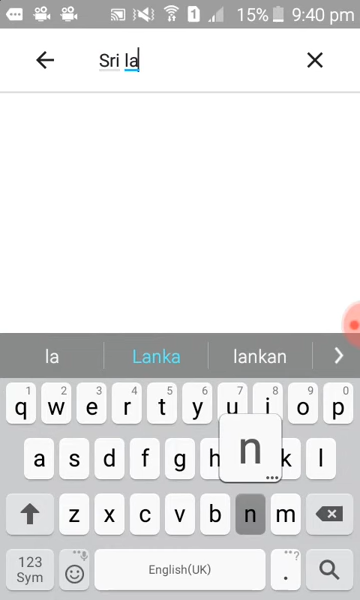 1 15% 9:40 pm
Sri la
la Lanka lankan
1 2 3 4 5 6 7 8 9 0
q w e r t y u i o p
a s d f g h n k l
z x c v b n m
123 Sym English(UK) . ?